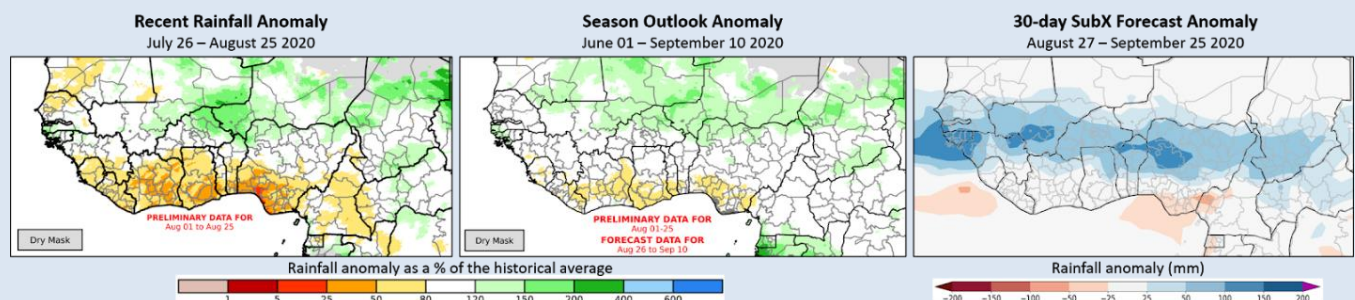 Recent Rainfall Anomaly
July 26 – August 25 2020
PRELIMINARY DATA FOR
Aug 01 to Aug 25
Dry Mask
Season Outlook Anomaly
June 01 – September 10 2020
PRELIMINARY DATA FOR
Aug 01-25
FORECAST DATA FOR
Aug 26 to Sep 10
Dry Mask
30-day SubX Forecast Anomaly
August 27 – September 25 2020
Rainfall anomaly as a % of the historical average
1 5 25 50 80 120 150 200 400 600
Rainfall anomaly (mm)
−200 −150 −100 −50 −25 25 50 100 150 200